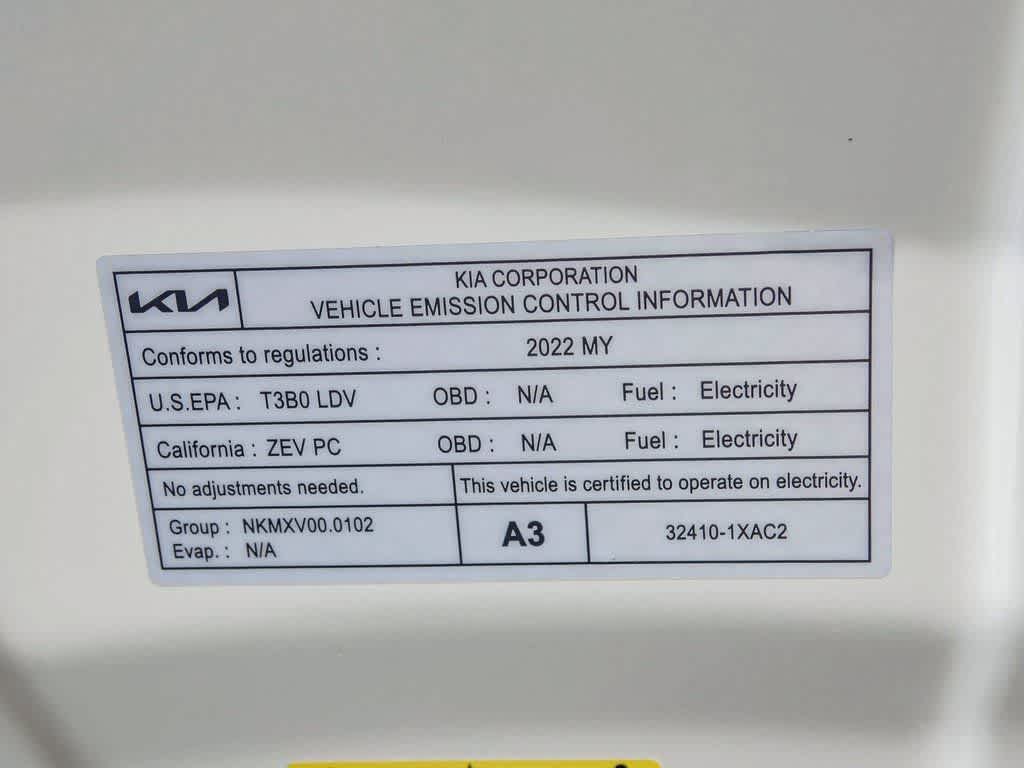 KIA
KIA CORPORATION
VEHICLE EMISSION CONTROL INFORMATION
Conforms to regulations : 2022 MY
U.S.EPA : T3B0 LDV OBD : N/A Fuel : Electricity
California : ZEV PC OBD : N/A Fuel : Electricity
No adjustments needed. This vehicle is certified to operate on electricity.
Group : NKMXV00.0102
Evap. : N/A
A3
32410-1XAC2